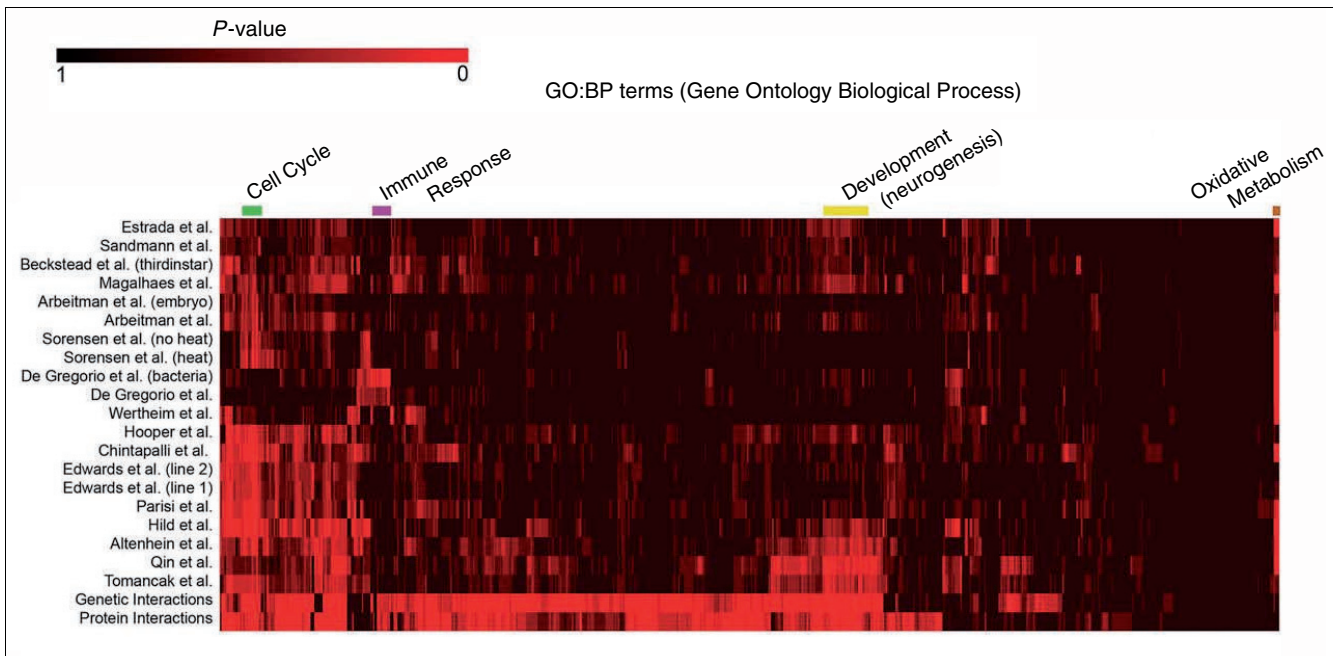 P-value
1 0
GO:BP terms (Gene Ontology Biological Process)
Cell Cycle
Immune
Response
Development
(neurogenesis)
Oxidative
Metabolism
Estrada et al.
Sandmann et al.
Beckstead et al. (thirdinstar)
Magalhaes et al.
Arbeitman et al. (embryo)
Arbeitman et al.
Sorensen et al. (no heat)
Sorensen et al. (heat)
De Gregorio et al. (bacteria)
De Gregorio et al.
Wertheim et al.
Hooper et al.
Chintapalli et al.
Edwards et al. (line 2)
Edwards et al. (line 1)
Parisi et al.
Hild et al.
Altenhein et al.
Qin et al.
Tomancak et al.
Genetic Interactions
Protein Interactions